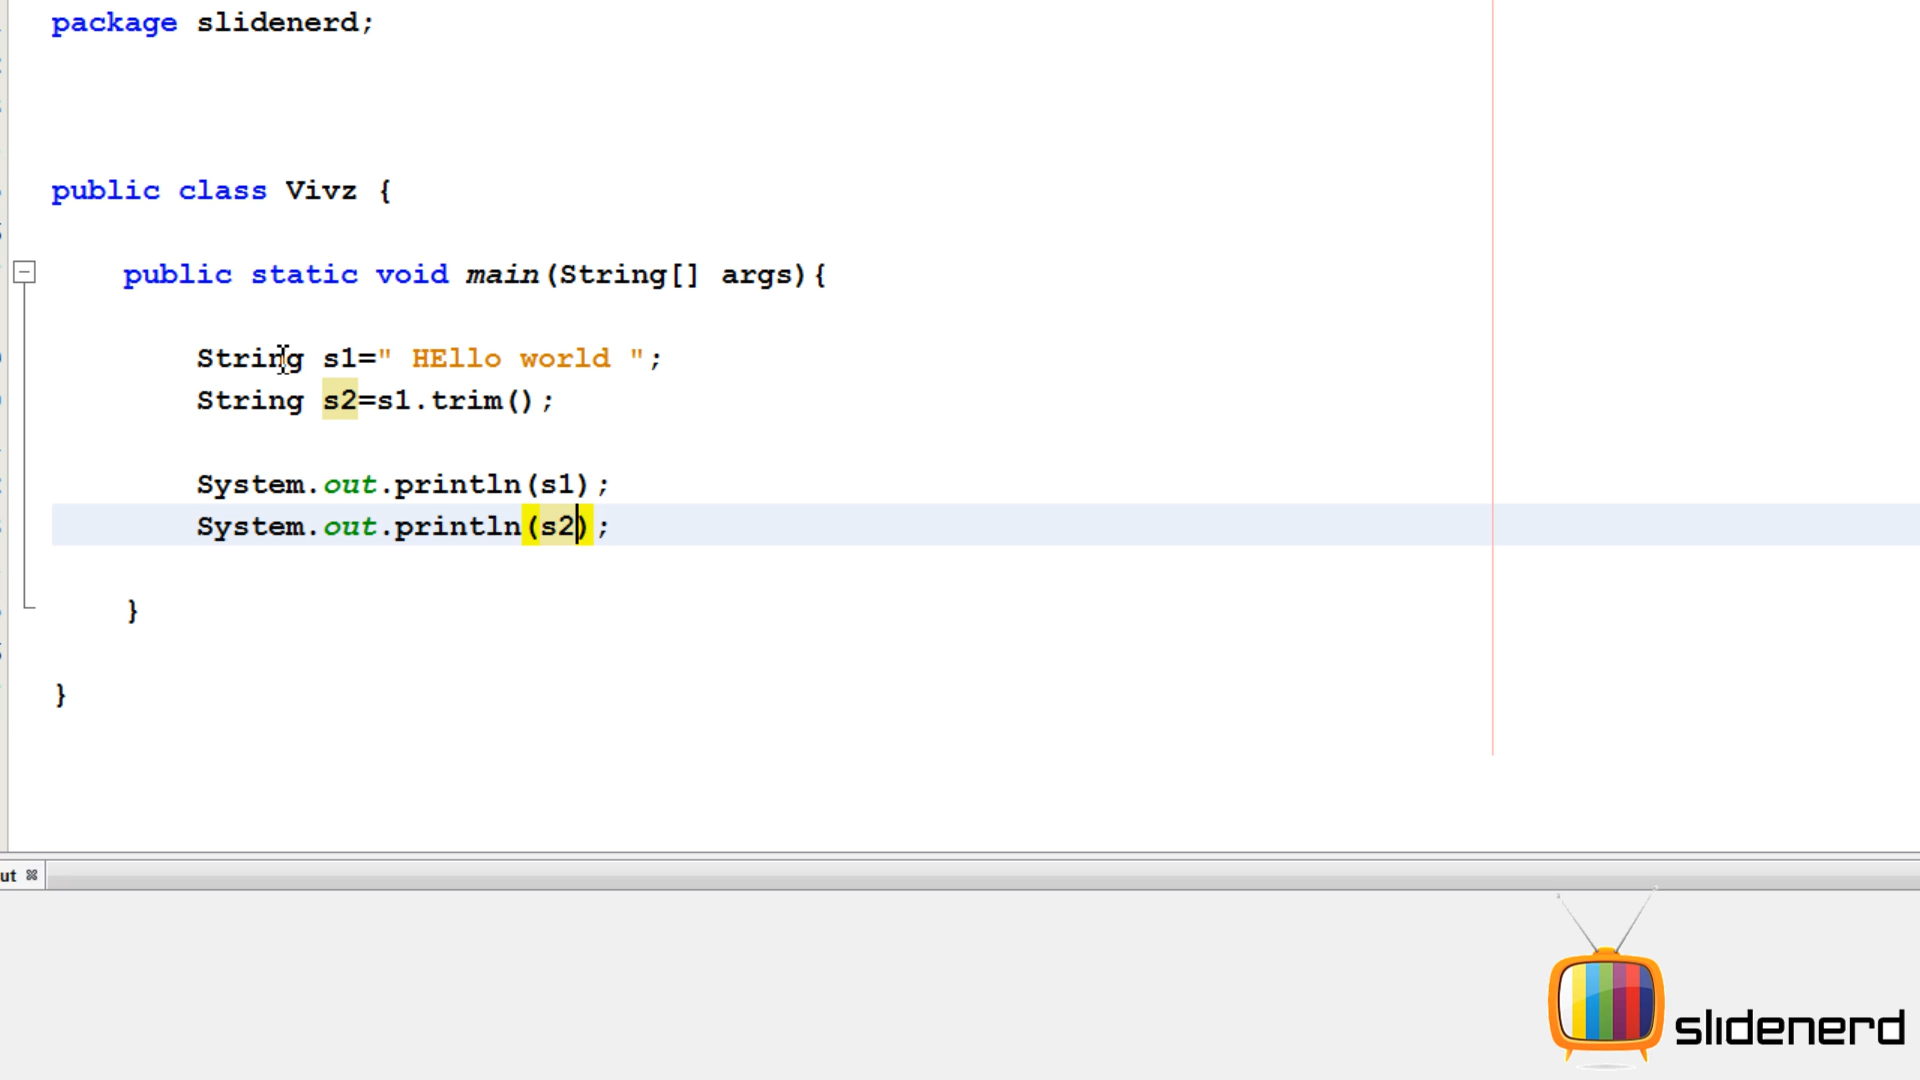 package slidenerd;
public class Vivz {
public static void main(String[] args){
String s1=" HEllo world ";
String s2=s1.trim();
System.out.println(s1);
System.out.println(s2);
}
}
ut
slidenerd